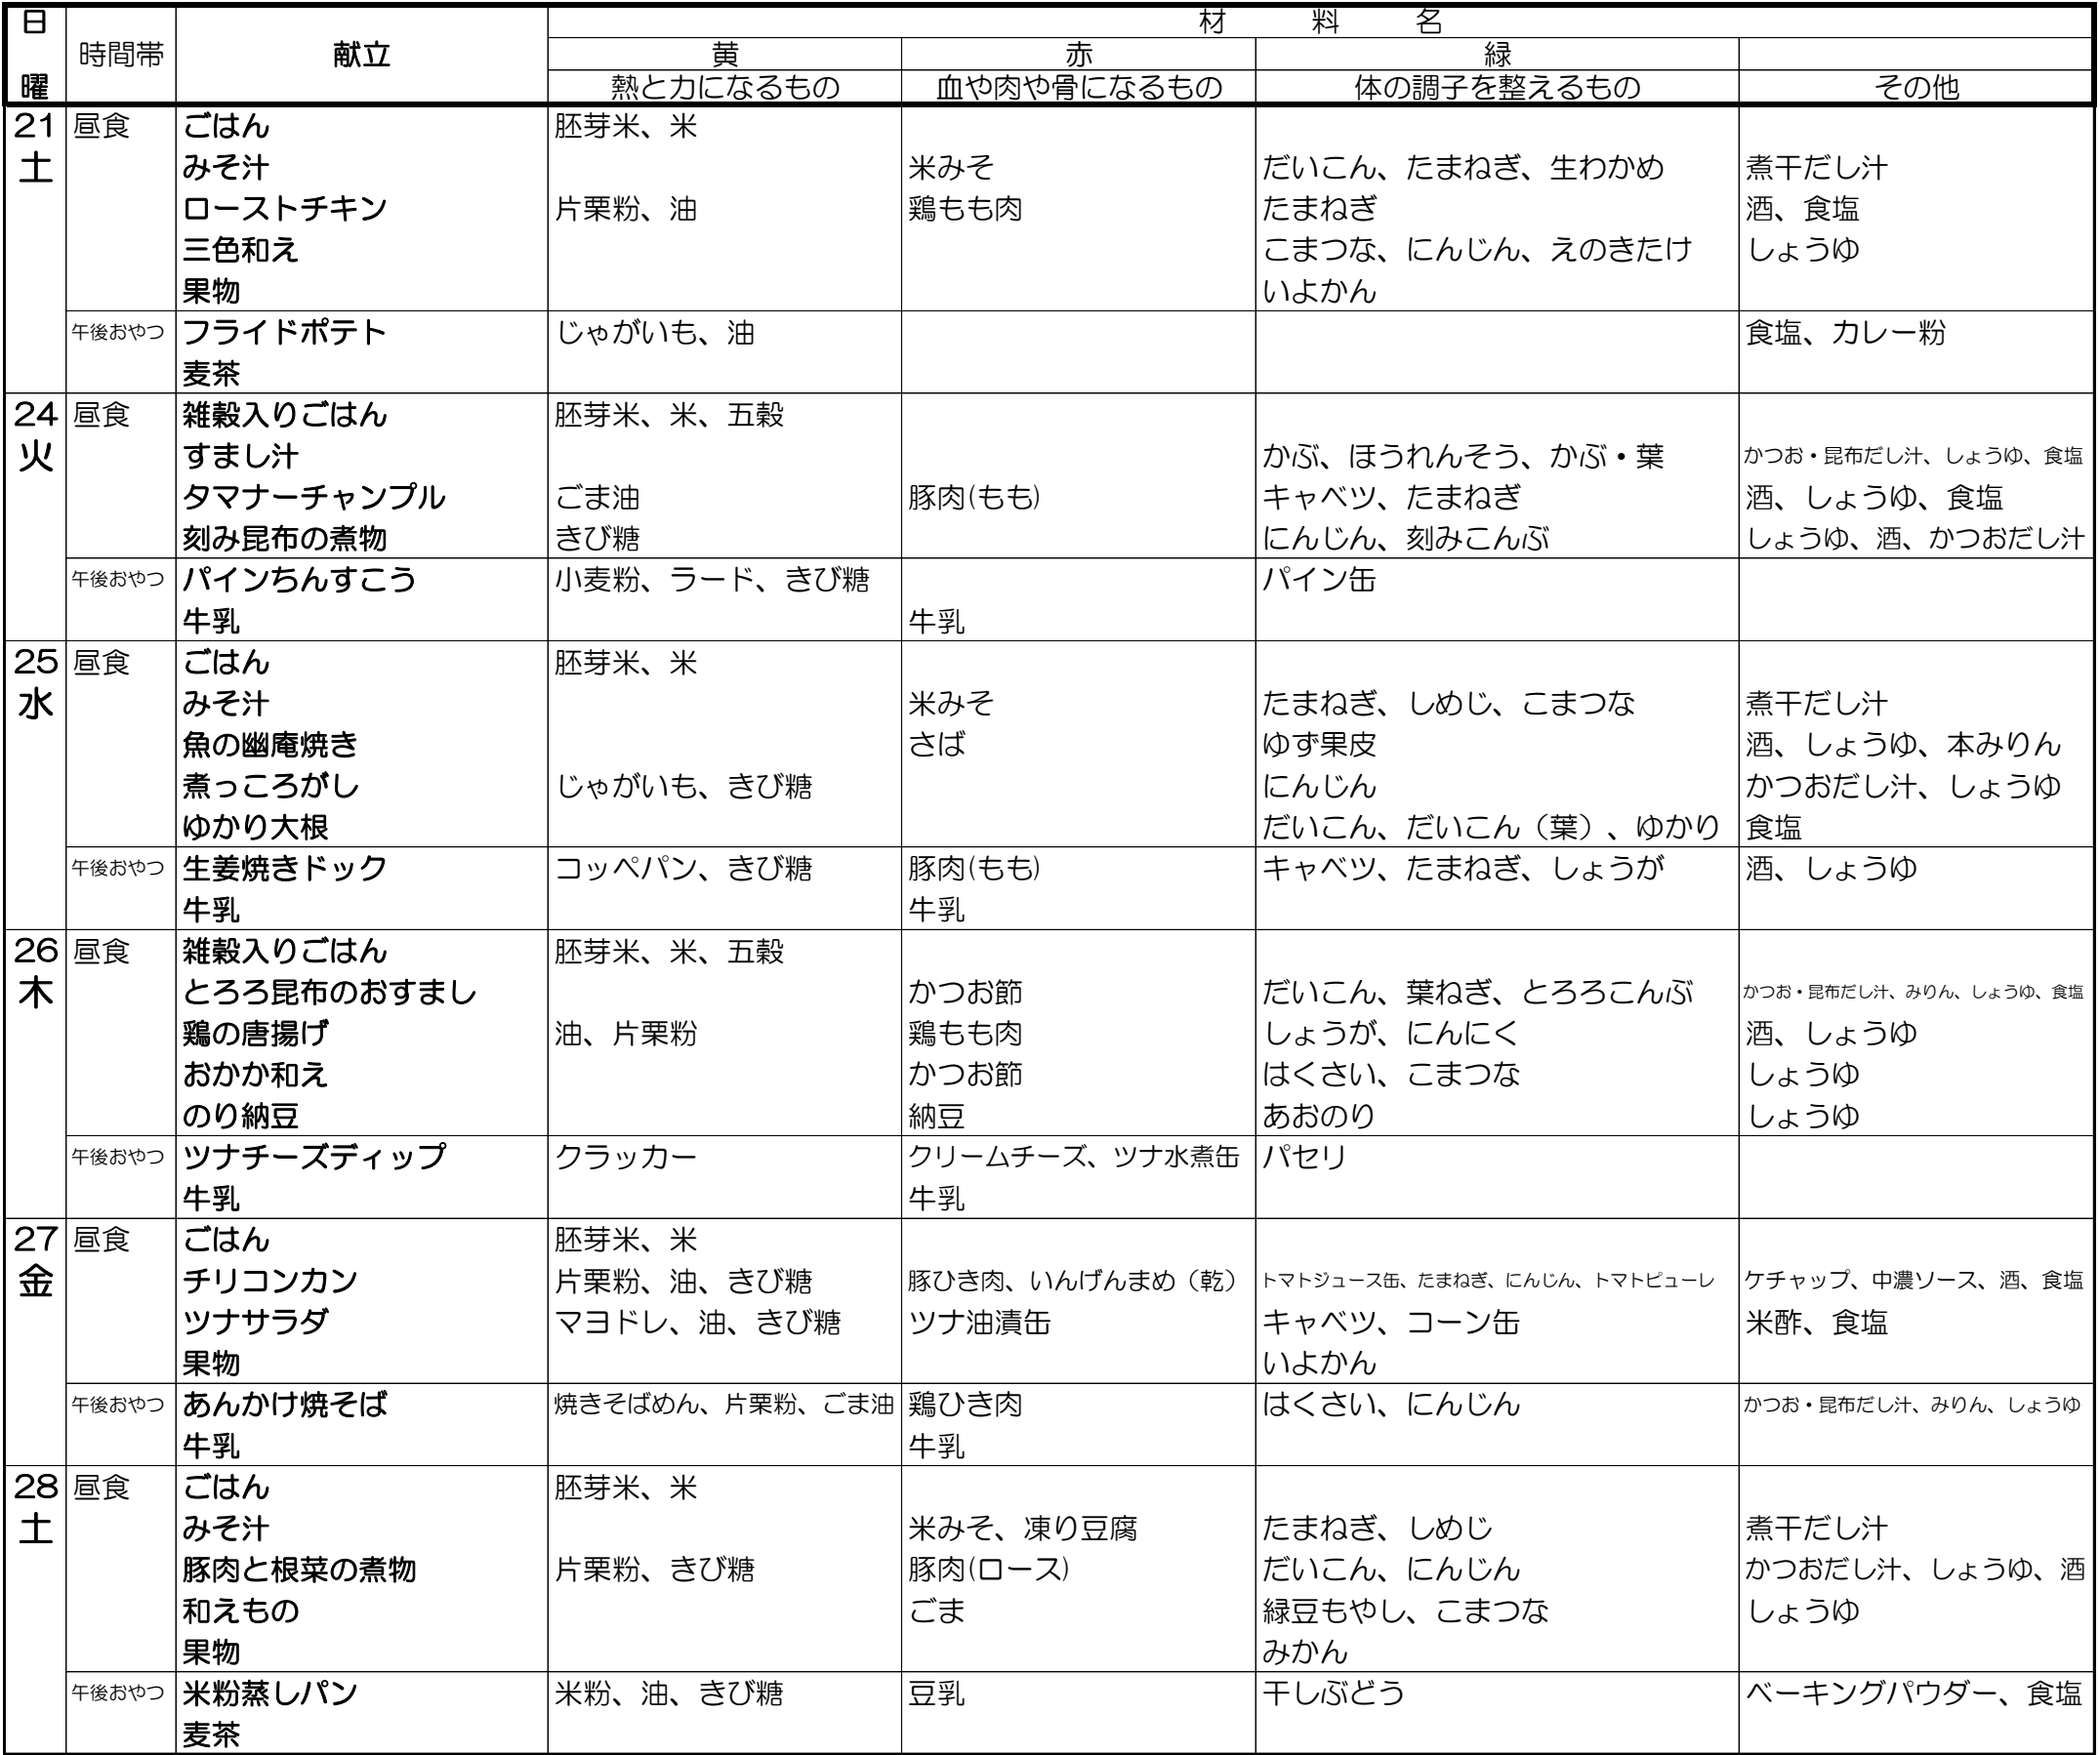 日 材 料 名
時間帯 献立 黄 赤 緑
曜 熱と力になるもの 血や肉や骨になるもの 体の調子を整えるもの その他
21 昼食 ごはん 胚芽米、米
土 みそ汁 米みそ だいこん、たまねぎ、生わかめ 煮干だし汁
ローストチキン 片栗粉、油 鶏もも肉 たまねぎ 酒、食塩
三色和え こまつな、にんじん、えのきたけ しょうゆ
果物 いよかん
午後おやつ フライドポテト じゃがいも、油 食塩、カレー粉
麦茶
24 昼食 雑穀入りごはん 胚芽米、米、五穀
火 すまし汁 かぶ、ほうれんそう、かぶ・葉 かつお・昆布だし汁、しょうゆ、食塩
タマナーチャンプル ごま油 豚肉(もも) キャベツ、たまねぎ 酒、しょうゆ、食塩
刻み昆布の煮物 きび糖 にんじん、刻みこんぶ しょうゆ、酒、かつおだし汁
午後おやつ パインちんすこう 小麦粉、ラード、きび糖 パイン缶
牛乳 牛乳
25 昼食 ごはん 胚芽米、米
水 みそ汁 米みそ たまねぎ、しめじ、こまつな 煮干だし汁
魚の幽庵焼き さば ゆず果皮 酒、しょうゆ、本みりん
煮っころがし じゃがいも、きび糖 にんじん かつおだし汁、しょうゆ
ゆかり大根 だいこん、だいこん（葉）、ゆかり 食塩
午後おやつ 生姜焼きドック コッペパン、きび糖 豚肉(もも) キャベツ、たまねぎ、しょうが 酒、しょうゆ
牛乳 牛乳
26 昼食 雑穀入りごはん 胚芽米、米、五穀
木 とろろ昆布のおすまし かつお節 だいこん、葉ねぎ、とろろこんぶ かつお・昆布だし汁、みりん、しょうゆ、食塩
鶏の唐揚げ 油、片栗粉 鶏もも肉 しょうが、にんにく 酒、しょうゆ
おかか和え かつお節 はくさい、こまつな しょうゆ
のり納豆 納豆 あおのり しょうゆ
午後おやつ ツナチーズディップ クラッカー クリームチーズ、ツナ水煮缶 パセリ
牛乳 牛乳
27 昼食 ごはん 胚芽米、米
金 チリコンカン 片栗粉、油、きび糖 豚ひき肉、いんげんまめ（乾） トマトジュース缶、たまねぎ、にんじん、トマトピューレ ケチャップ、中濃ソース、酒、食塩
ツナサラダ マヨドレ、油、きび糖 ツナ油漬缶 キャベツ、コーン缶 米酢、食塩
果物 いよかん
午後おやつ あんかけ焼そば 焼きそばめん、片栗粉、ごま油 鶏ひき肉 はくさい、にんじん かつお・昆布だし汁、みりん、しょうゆ
牛乳 牛乳
28 昼食 ごはん 胚芽米、米
土 みそ汁 米みそ、凍り豆腐 たまねぎ、しめじ 煮干だし汁
豚肉と根菜の煮物 片栗粉、きび糖 豚肉(ロース) だいこん、にんじん かつおだし汁、しょうゆ、酒
和えもの ごま 緑豆もやし、こまつな しょうゆ
果物 みかん
午後おやつ 米粉蒸しパン 米粉、油、きび糖 豆乳 干しぶどう ベーキングパウダー、食塩
麦茶